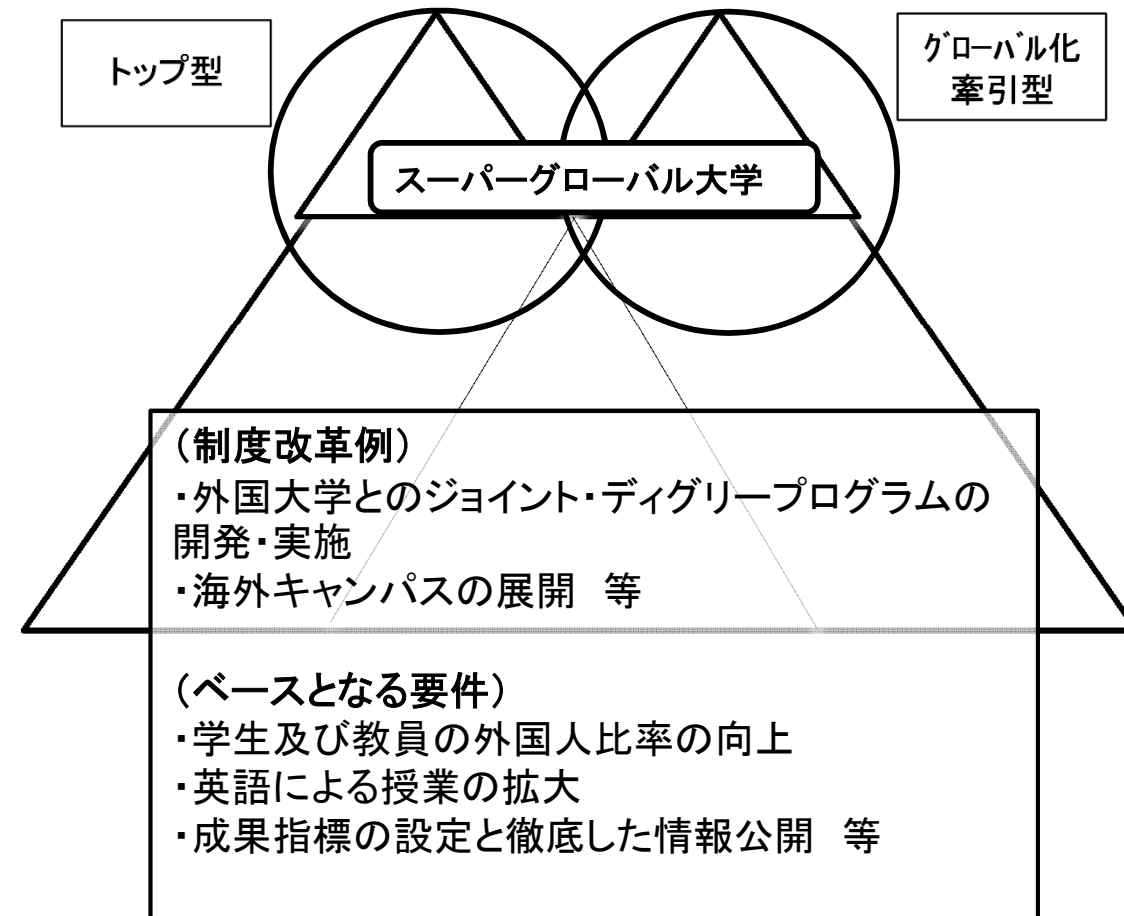 トップ型
ｸﾞﾛｰﾊﾞﾙ化
牽引型
スーパーグローバル大学
（制度改革例）
・外国大学とのジョイント・ディグリープログラムの
開発・実施
・海外キャンパスの展開　等
（ベースとなる要件）
・学生及び教員の外国人比率の向上
・英語による授業の拡大
・成果指標の設定と徹底した情報公開　等